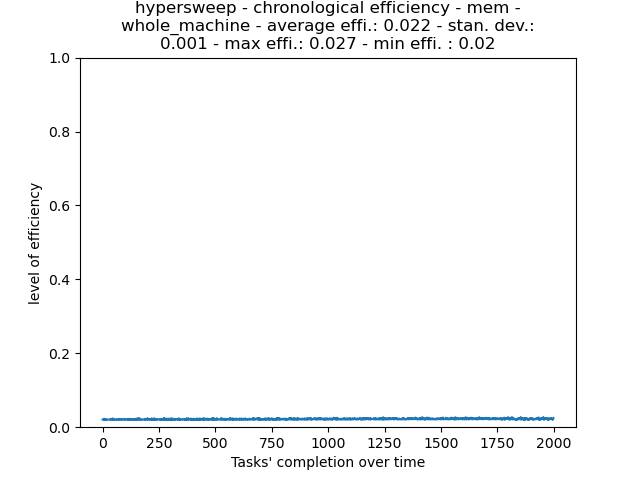 hypersweep - chronological efficiency - mem -
whole_machine - average effi.: 0.022 - stan. dev.:
0.001 - max effi.: 0.027 - min effi. : 0.02
1.0
0.8
0.6
0.4
0.2
0.0
level of efficiency
0 250 500 750 1000 1250 1500 1750 2000
Tasks' completion over time